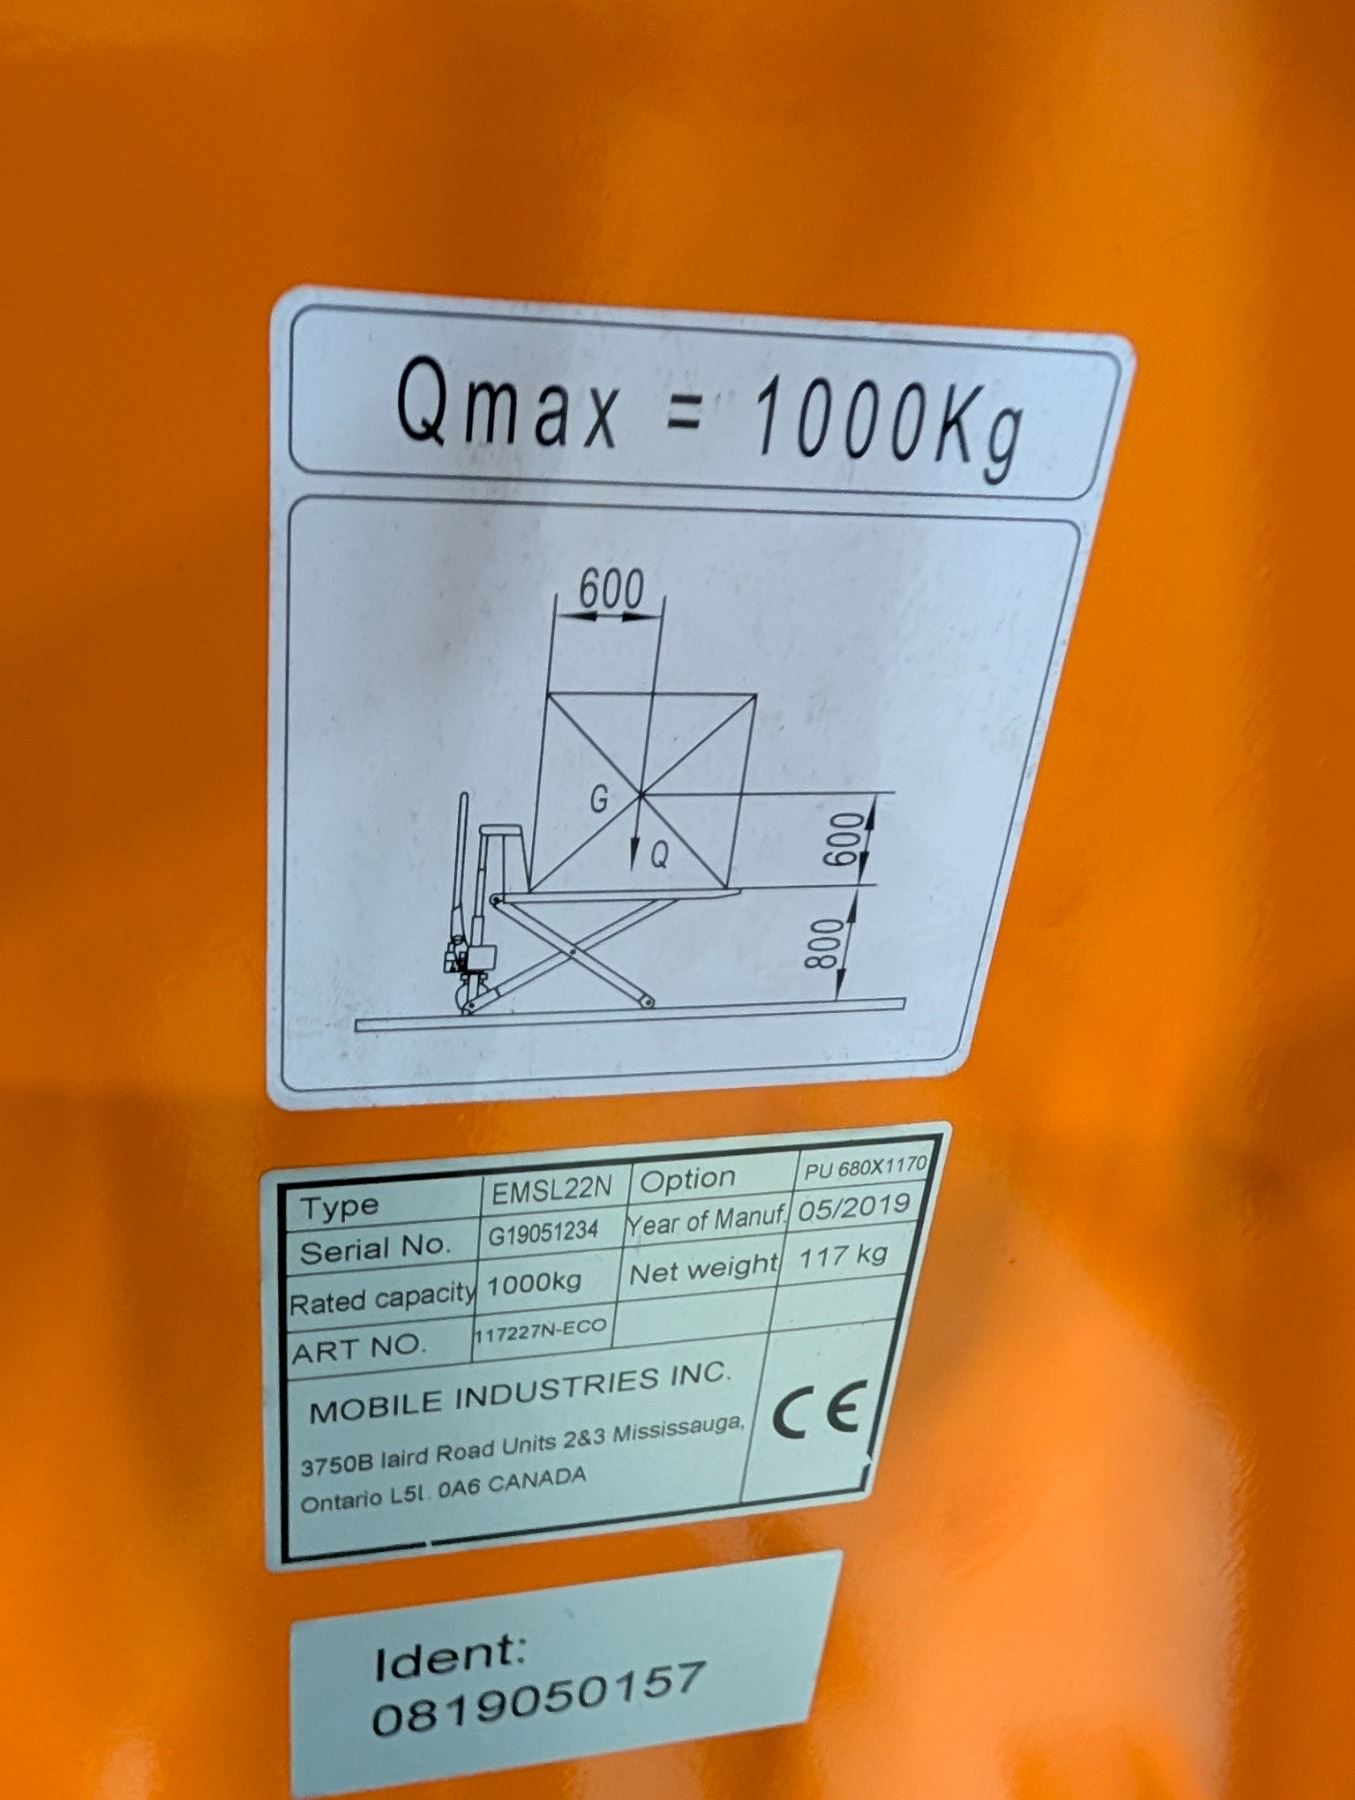 Qmax = 1000Kg
600
G
Q
600
800
Type EMSL22N Option PU 680X1170
Serial No. G19051234 Year of Manuf. 05/2019
Rated capacity 1000kg Net weight 117 kg
ART NO. 117227N-ECO
MOBILE INDUSTRIES INC.
3750B laird Road Units 2&3 Mississauga,
Ontario L5l. 0A6 CANADA
CE
Ident:
0819050157